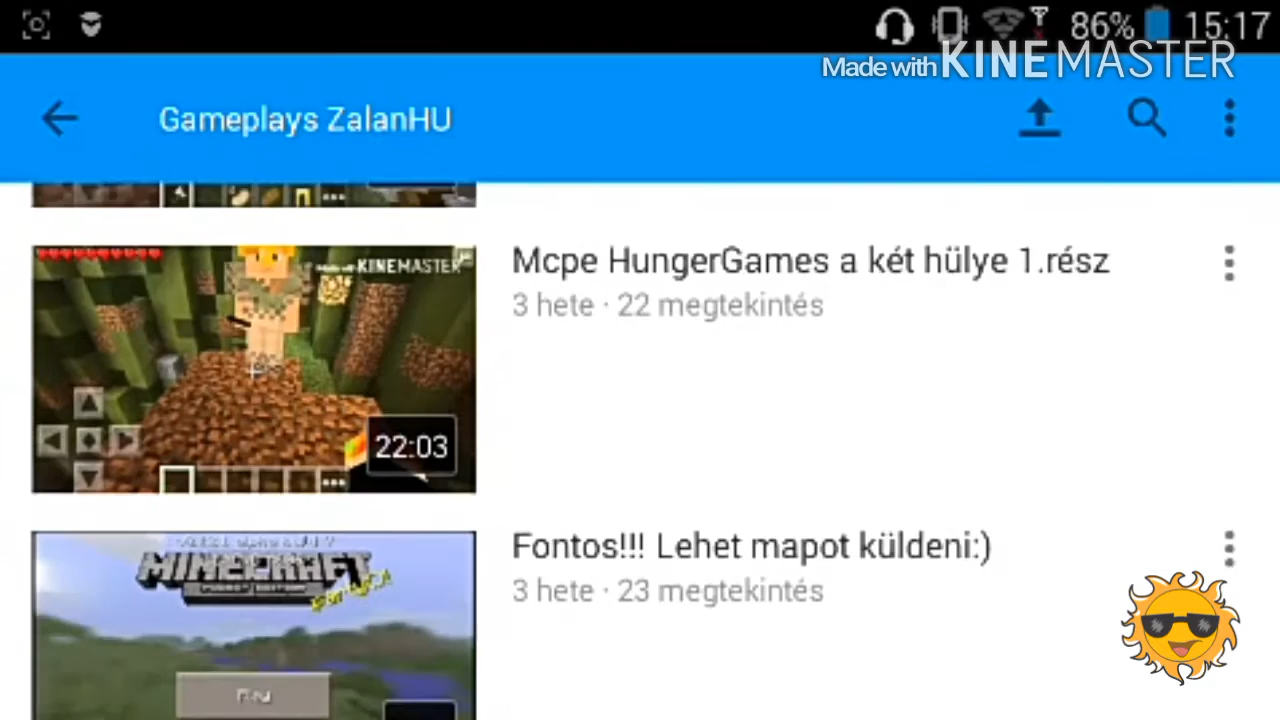 86% 15:17
Made with KINEMASTER
Gameplays ZalanHU
Mcpe HungerGames a két hülye 1.rész
3 hete · 22 megtekintés
KINEMASTER
22:03
Fontos!!! Lehet mapot küldeni:)
3 hete · 23 megtekintés
MINECRAFT